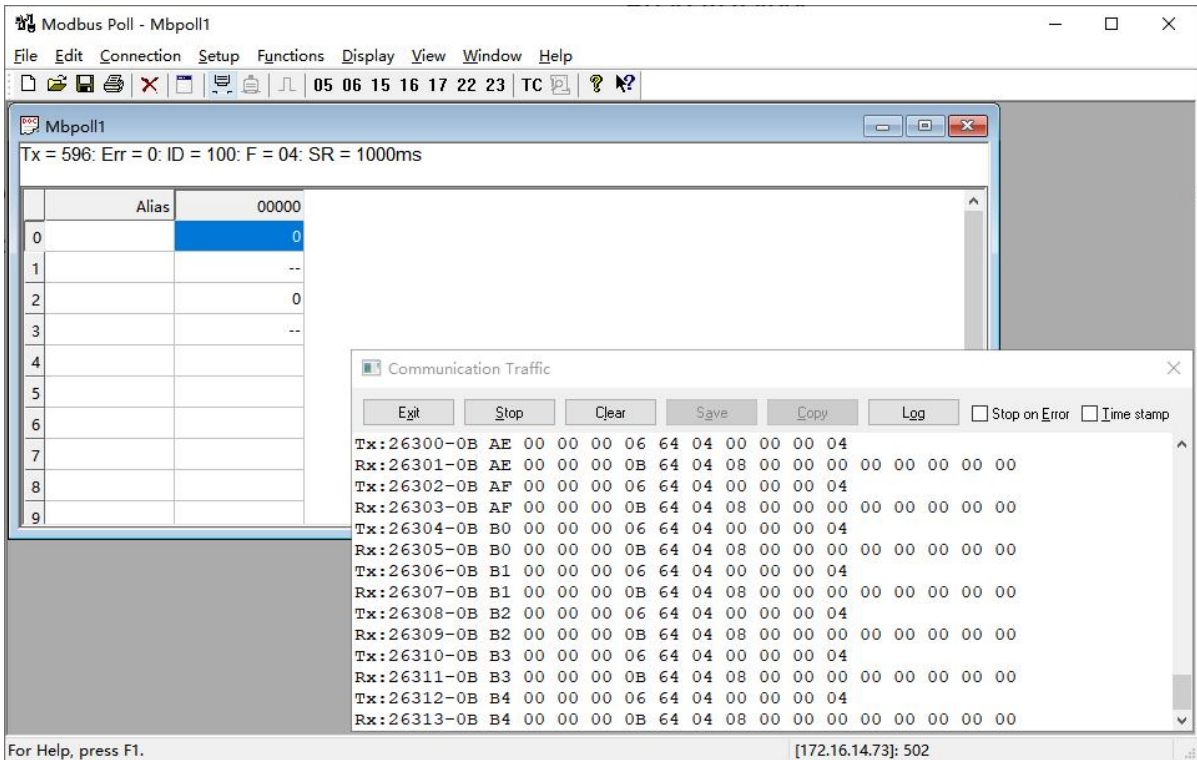 Modbus Poll - Mbpoll1
File Edit Connection Setup Functions Display View Window Help
05 06 15 16 17 22 23 TC
Mbpoll1
Tx = 596: Err = 0: ID = 100: F = 04: SR = 1000ms
Alias 00000
0 0
1 --
2 0
3 --
4
5
6
7
8
9
Communication Traffic
Exit Stop Clear Save Copy Log Stop on Error Time stamp
Tx:26300-0B AE 00 00 00 06 64 04 00 00 00 04
Rx:26301-0B AE 00 00 00 0B 64 04 08 00 00 00 00 00 00 00 00
Tx:26302-0B AF 00 00 00 06 64 04 00 00 00 04
Rx:26303-0B AF 00 00 00 0B 64 04 08 00 00 00 00 00 00 00 00
Tx:26304-0B B0 00 00 00 06 64 04 00 00 00 04
Rx:26305-0B B0 00 00 00 0B 64 04 08 00 00 00 00 00 00 00 00
Tx:26306-0B B1 00 00 00 06 64 04 00 00 00 04
Rx:26307-0B B1 00 00 00 0B 64 04 08 00 00 00 00 00 00 00 00
Tx:26308-0B B2 00 00 00 06 64 04 00 00 00 04
Rx:26309-0B B2 00 00 00 0B 64 04 08 00 00 00 00 00 00 00 00
Tx:26310-0B B3 00 00 00 06 64 04 00 00 00 04
Rx:26311-0B B3 00 00 00 0B 64 04 08 00 00 00 00 00 00 00 00
Tx:26312-0B B4 00 00 00 06 64 04 00 00 00 04
Rx:26313-0B B4 00 00 00 0B 64 04 08 00 00 00 00 00 00 00 00
For Help, press F1. [172.16.14.73]: 502